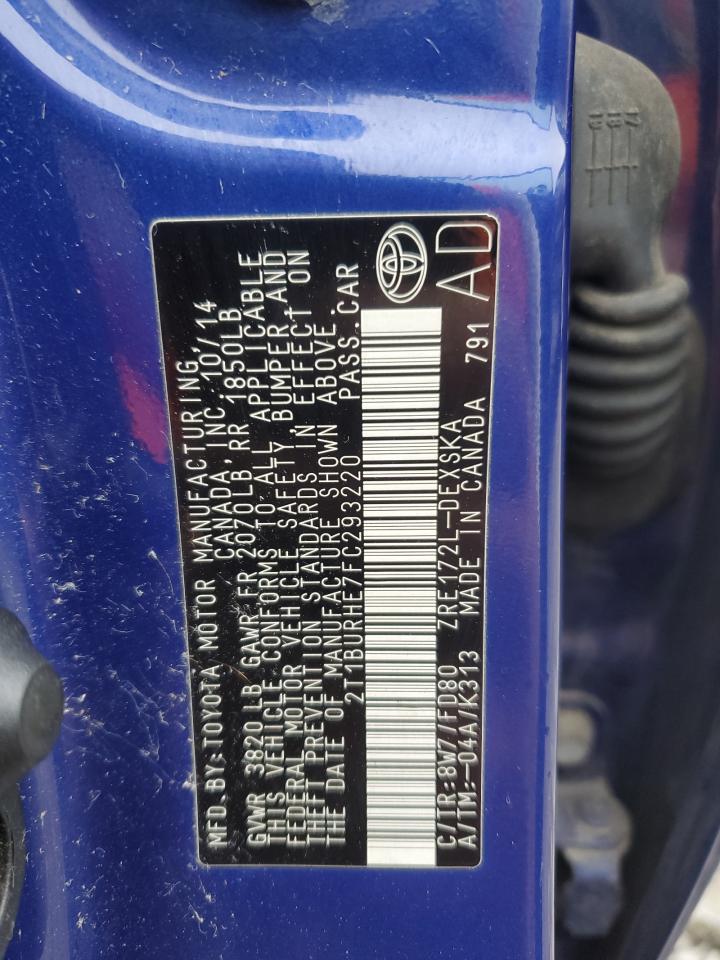 MFD.BY:TOYOTA MOTOR MANUFACTURING
CANADA, INC. 10/14
GVWR 3820LB GAWR FR 2070LB, RR 1850LB
THIS VEHICLE CONFORMS TO ALL APPLICABLE
FEDERAL MOTOR VEHICLE SAFETY, BUMPER,AND
THEFT PREVENTION STANDARDS IN EFFECT ON
THE DATE OF MANUFACTURE SHOWN ABOVE.
2T1BURHE7FC293220 PASS.CAR
C/TR:8W7/FD80 ZRE172L-DEXSKA
A/TM:-04A/K313 MADE IN CANADA 791
AD